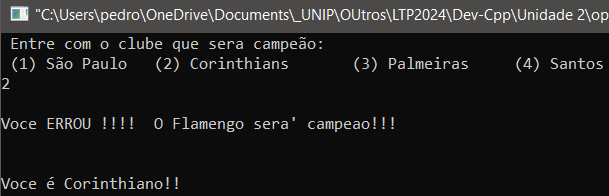 "C:\Users\pedro\OneDrive\Documents\_UNIP\OUtros\LTP2024\Dev-Cpp\Unidade 2\op
Entre com o clube que sera campeão:
(1) São Paulo (2) Corinthians (3) Palmeiras (4) Santos
2
Voce ERROU !!!! O Flamengo sera' campeao!!!
Voce é Corinthiano!!